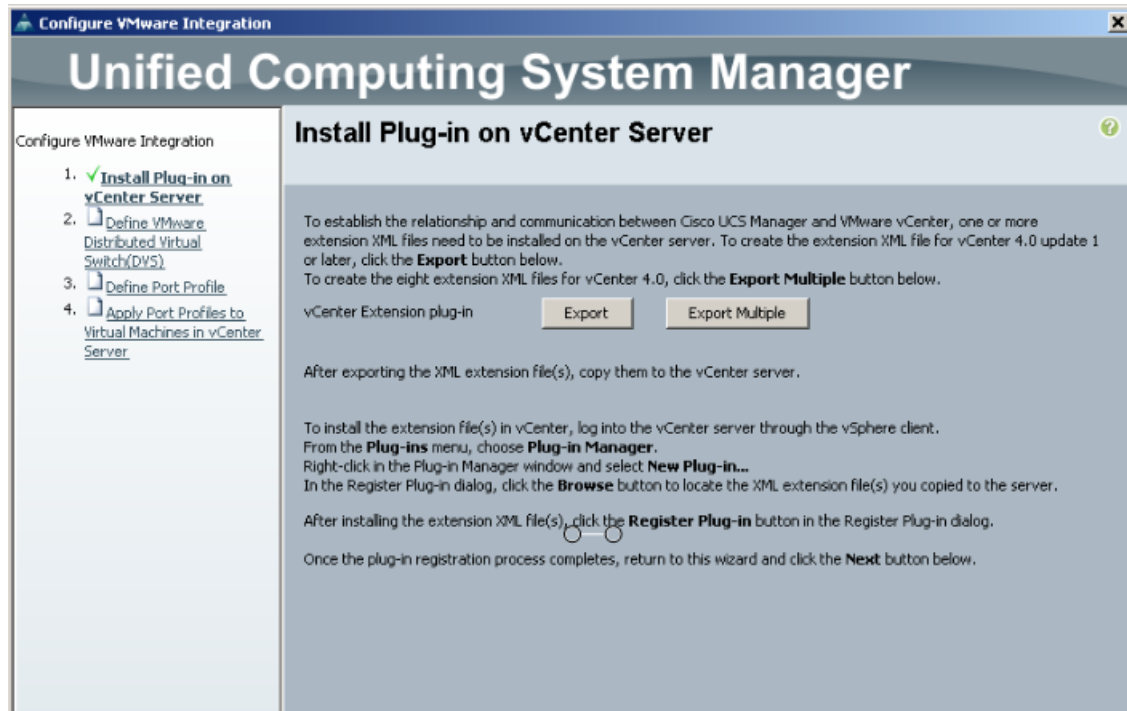 Configure VMware Integration
Unified Computing System Manager
Configure VMware Integration
1. Install Plug-in on
vCenter Server
2. Define VMware
Distributed Virtual
Switch(DVS)
3. Define Port Profile
4. Apply Port Profiles to
Virtual Machines in vCenter
Server
Install Plug-in on vCenter Server
?
To establish the relationship and communication between Cisco UCS Manager and VMware vCenter, one or more
extension XML files need to be installed on the vCenter server. To create the extension XML file for vCenter 4.0 update 1
or later, click the Export button below.
To create the eight extension XML files for vCenter 4.0, click the Export Multiple button below.
vCenter Extension plug-in
Export
Export Multiple
After exporting the XML extension file(s), copy them to the vCenter server.
To install the extension file(s) in vCenter, log into the vCenter server through the vSphere client.
From the Plug-ins menu, choose Plug-in Manager.
Right-click in the Plug-in Manager window and select New Plug-in...
In the Register Plug-in dialog, click the Browse button to locate the XML extension file(s) you copied to the server.
After installing the extension XML file(s), click the Register Plug-in button in the Register Plug-in dialog.
Once the plug-in registration process completes, return to this wizard and click the Next button below.